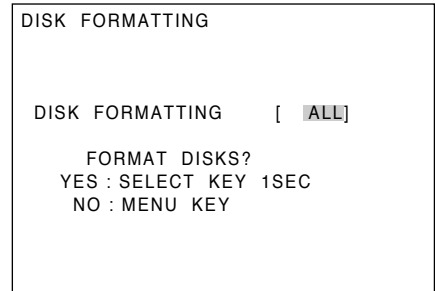 DISK FORMATTING
DISK FORMATTING [ ALL]
FORMAT DISKS?
YES : SELECT KEY 1SEC
NO : MENU KEY